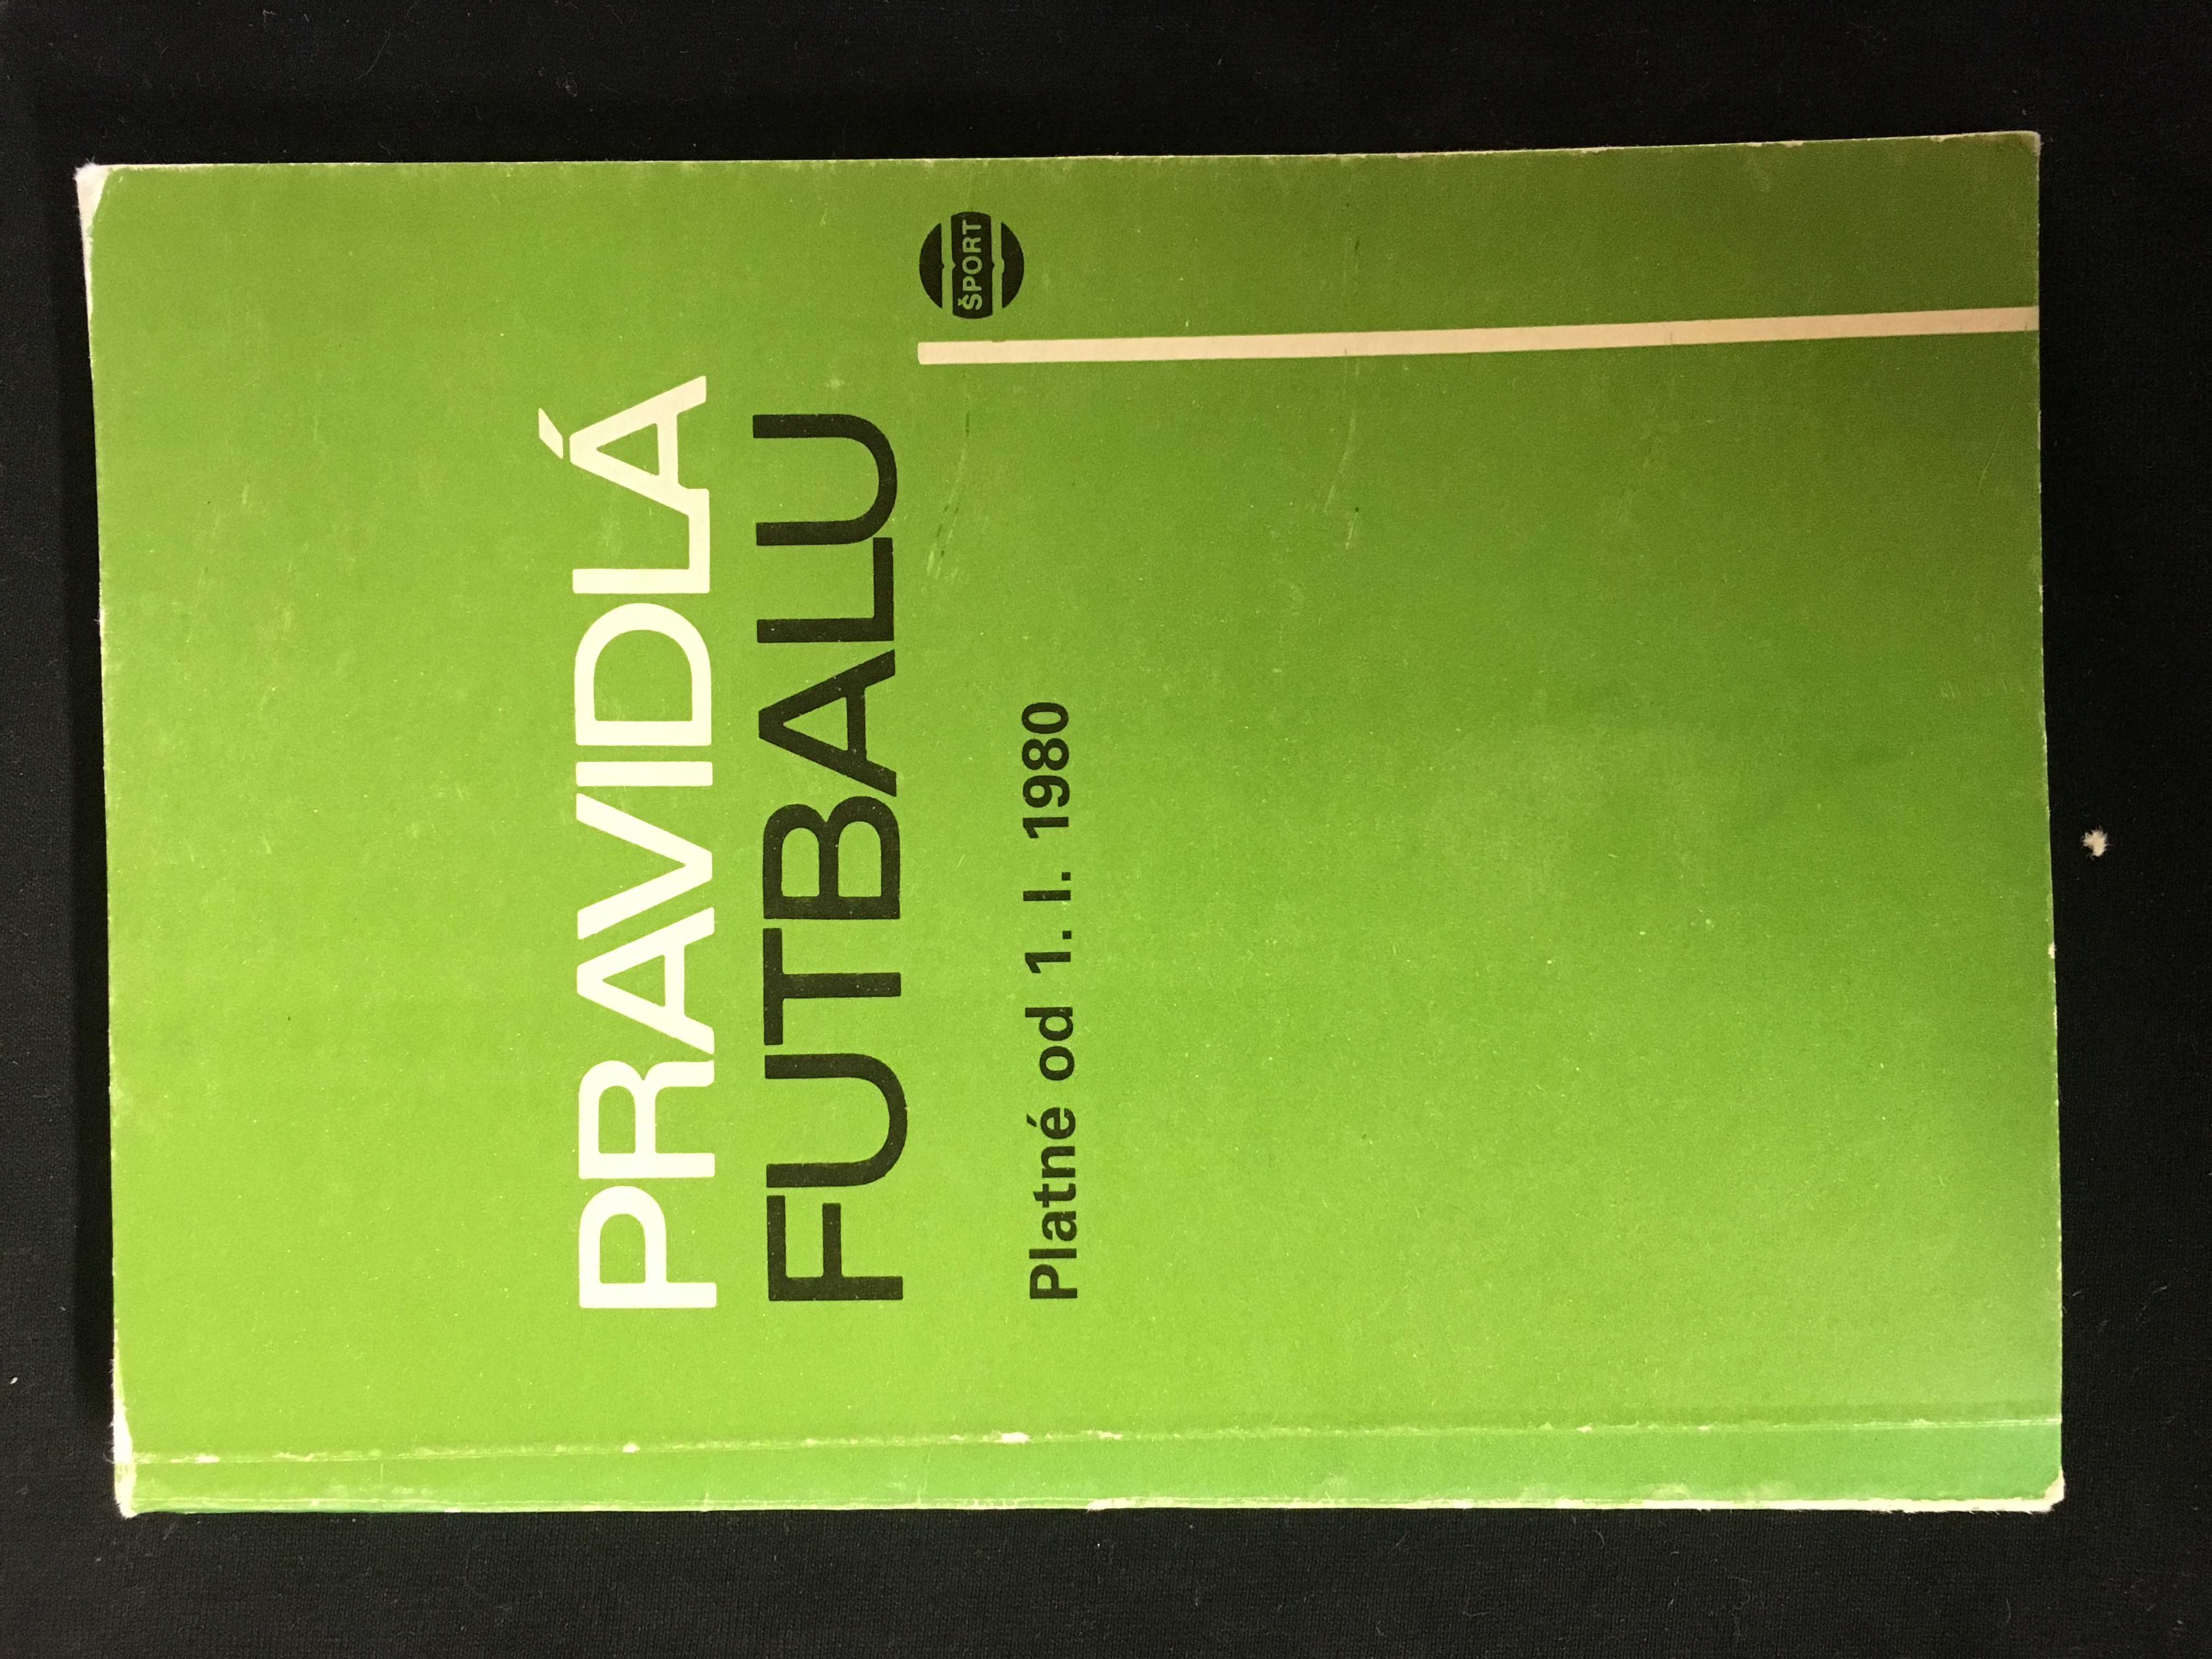 PRAVIDLÁ
FUTBALU
ŠPORT
Platné od 1. I. 1980